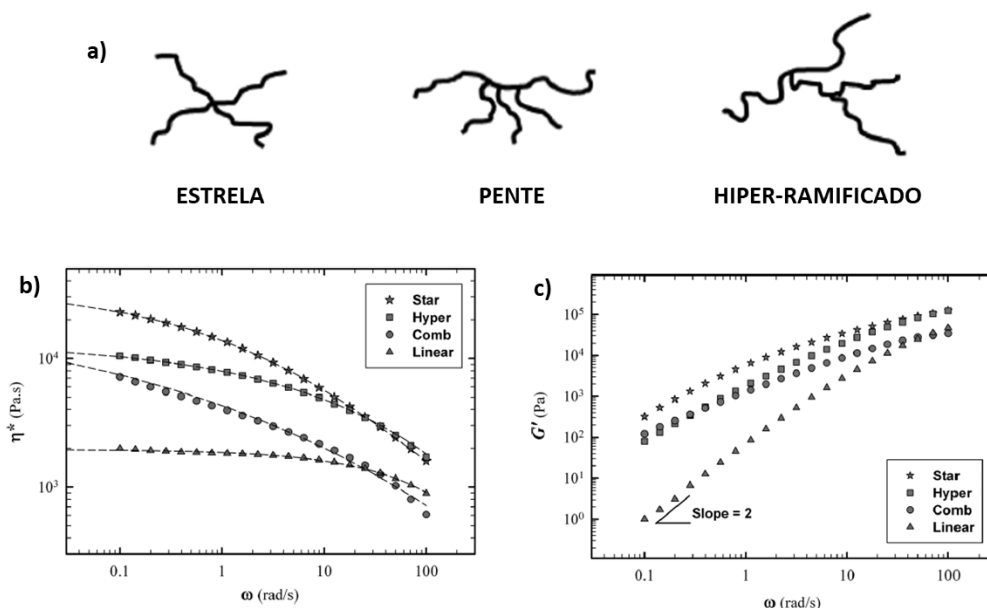 a)
ESTRELA
PENTE
HIPER-RAMIFICADO
b)
Star
Hyper
Comb
Linear
10⁴
10³
η* (Pa.s)
0.1 1 10 100
ω (rad/s)
c)
10⁵
10⁴
10³
10²
10¹
10⁰
G' (Pa)
Slope = 2
Star
Hyper
Comb
Linear
0.1 1 10 100
ω (rad/s)